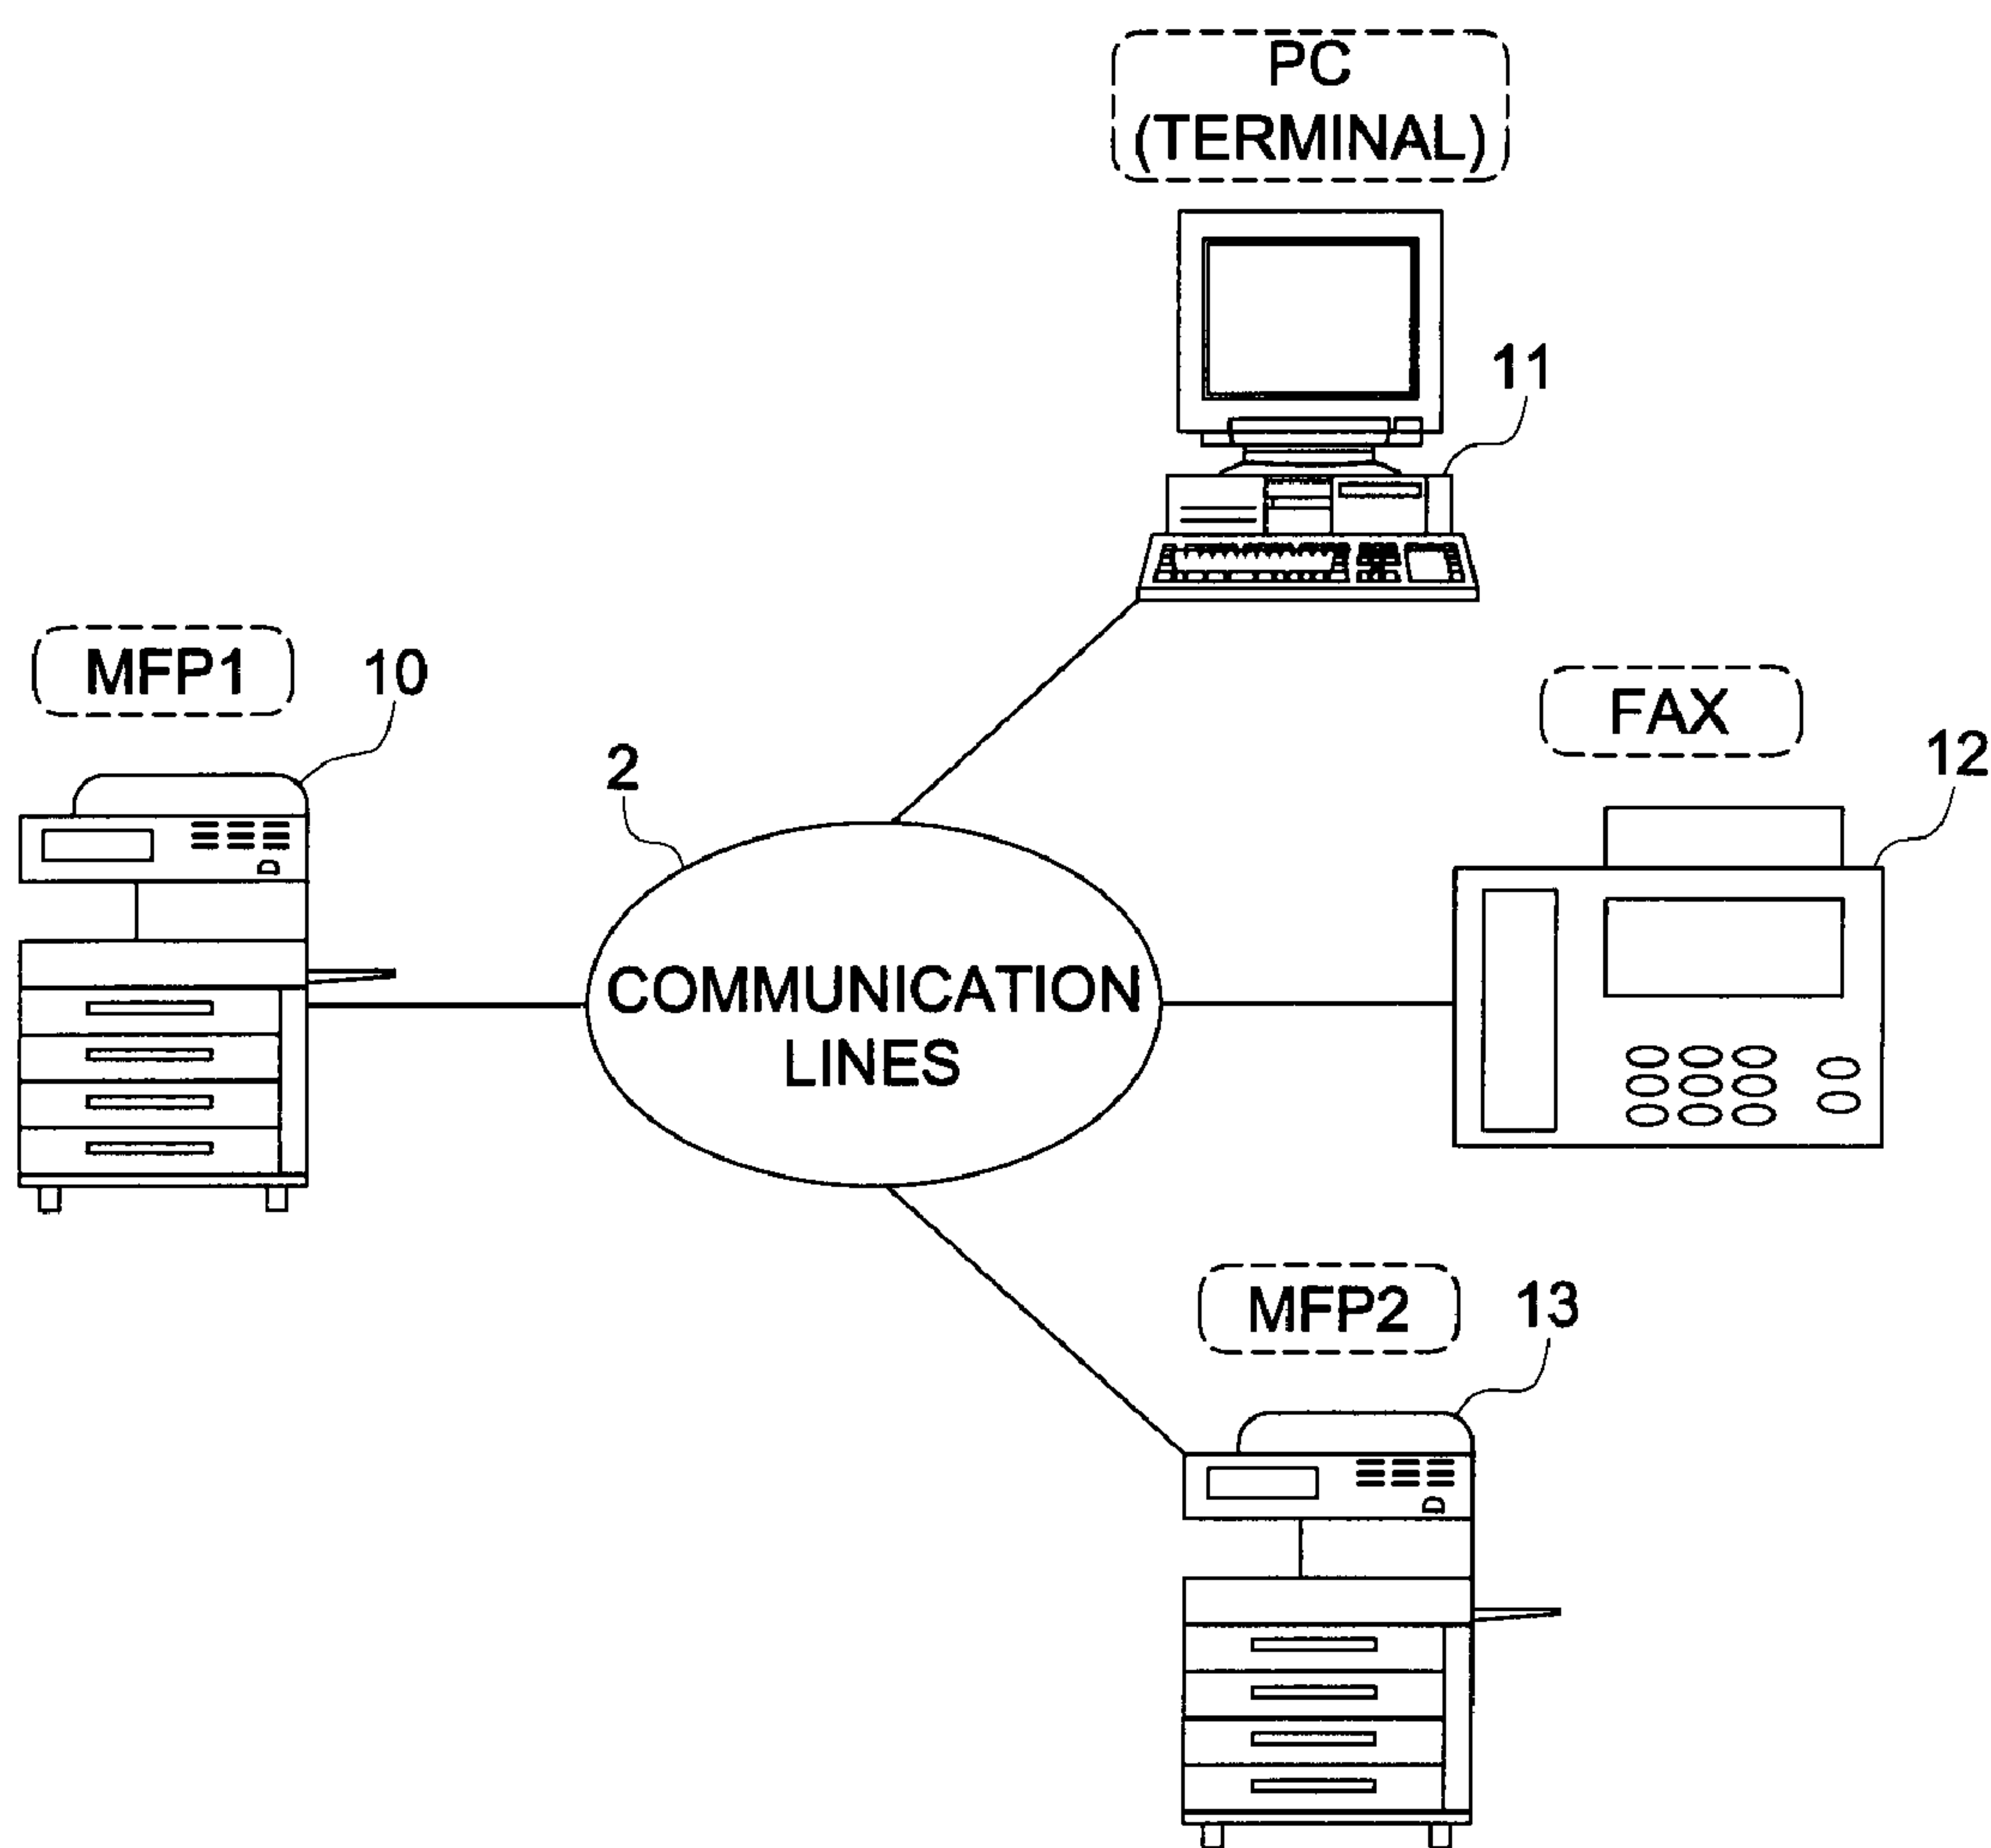 PC
(TERMINAL)
11
MFP1
10
FAX
2
12
COMMUNICATION
LINES
MFP2
13